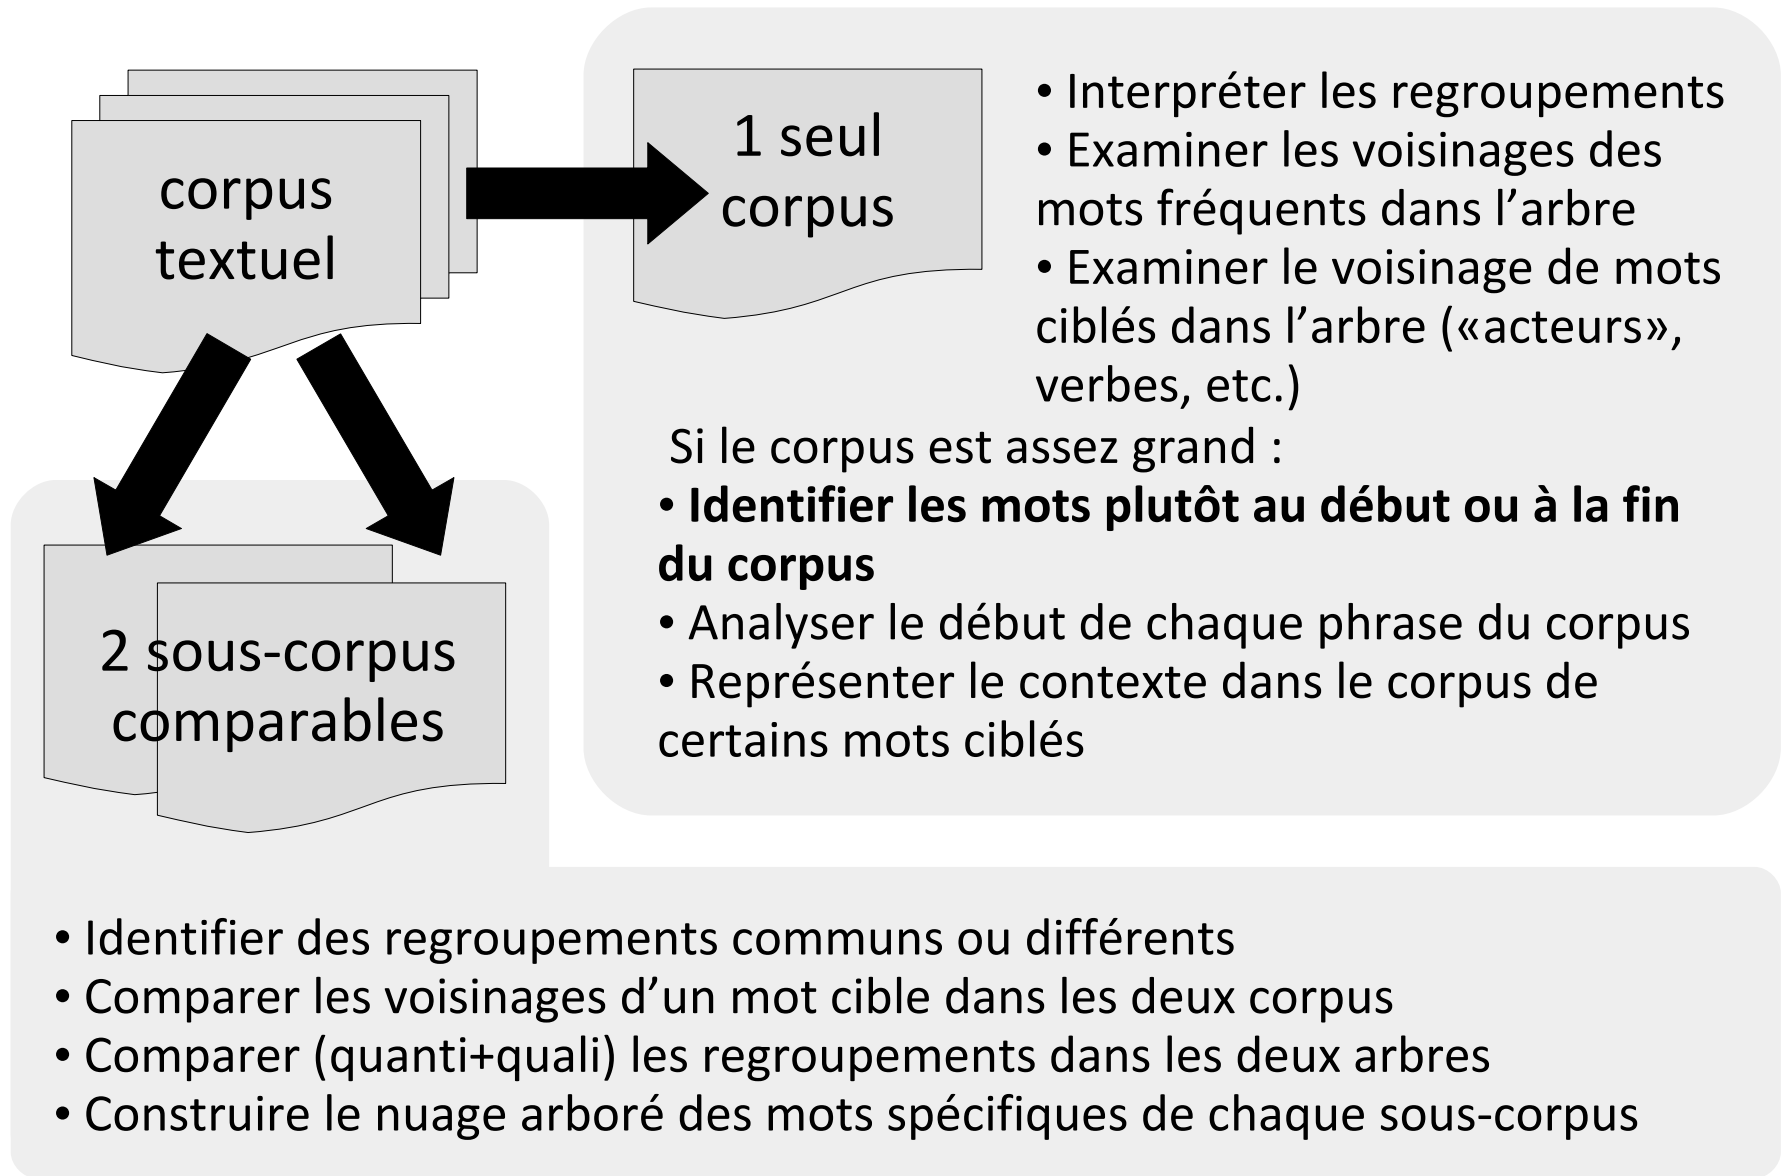 corpus
textuel
1 seul
corpus
• Interpréter les regroupements
• Examiner les voisinages des
mots fréquents dans l’arbre
• Examiner le voisinage de mots
ciblés dans l’arbre («acteurs»,
verbes, etc.)
Si le corpus est assez grand :
• Identifier les mots plutôt au début ou à la fin
du corpus
• Analyser le début de chaque phrase du corpus
• Représenter le contexte dans le corpus de
certains mots ciblés
2 sous-corpus
comparables
• Identifier des regroupements communs ou différents
• Comparer les voisinages d’un mot cible dans les deux corpus
• Comparer (quanti+quali) les regroupements dans les deux arbres
• Construire le nuage arboré des mots spécifiques de chaque sous-corpus